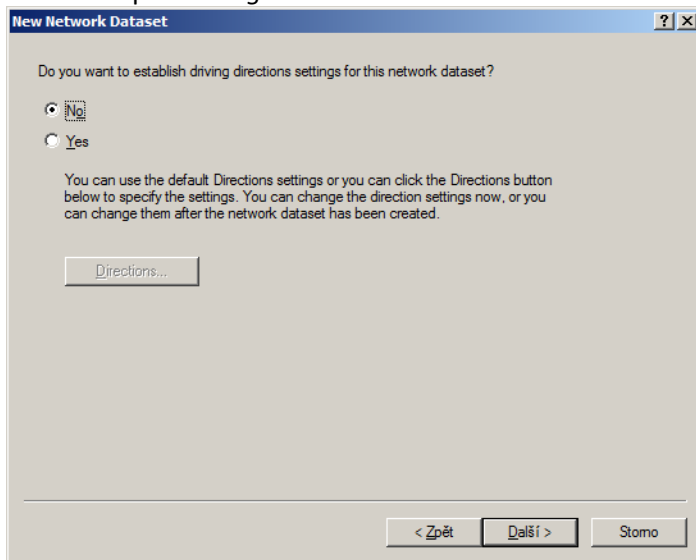 New Network Dataset
Do you want to establish driving directions settings for this network dataset?
No
Yes
You can use the default Directions settings or you can click the Directions button
below to specify the settings. You can change the direction settings now, or you
can change them after the network dataset has been created.
Directions...
< Zpět
Další >
Storno